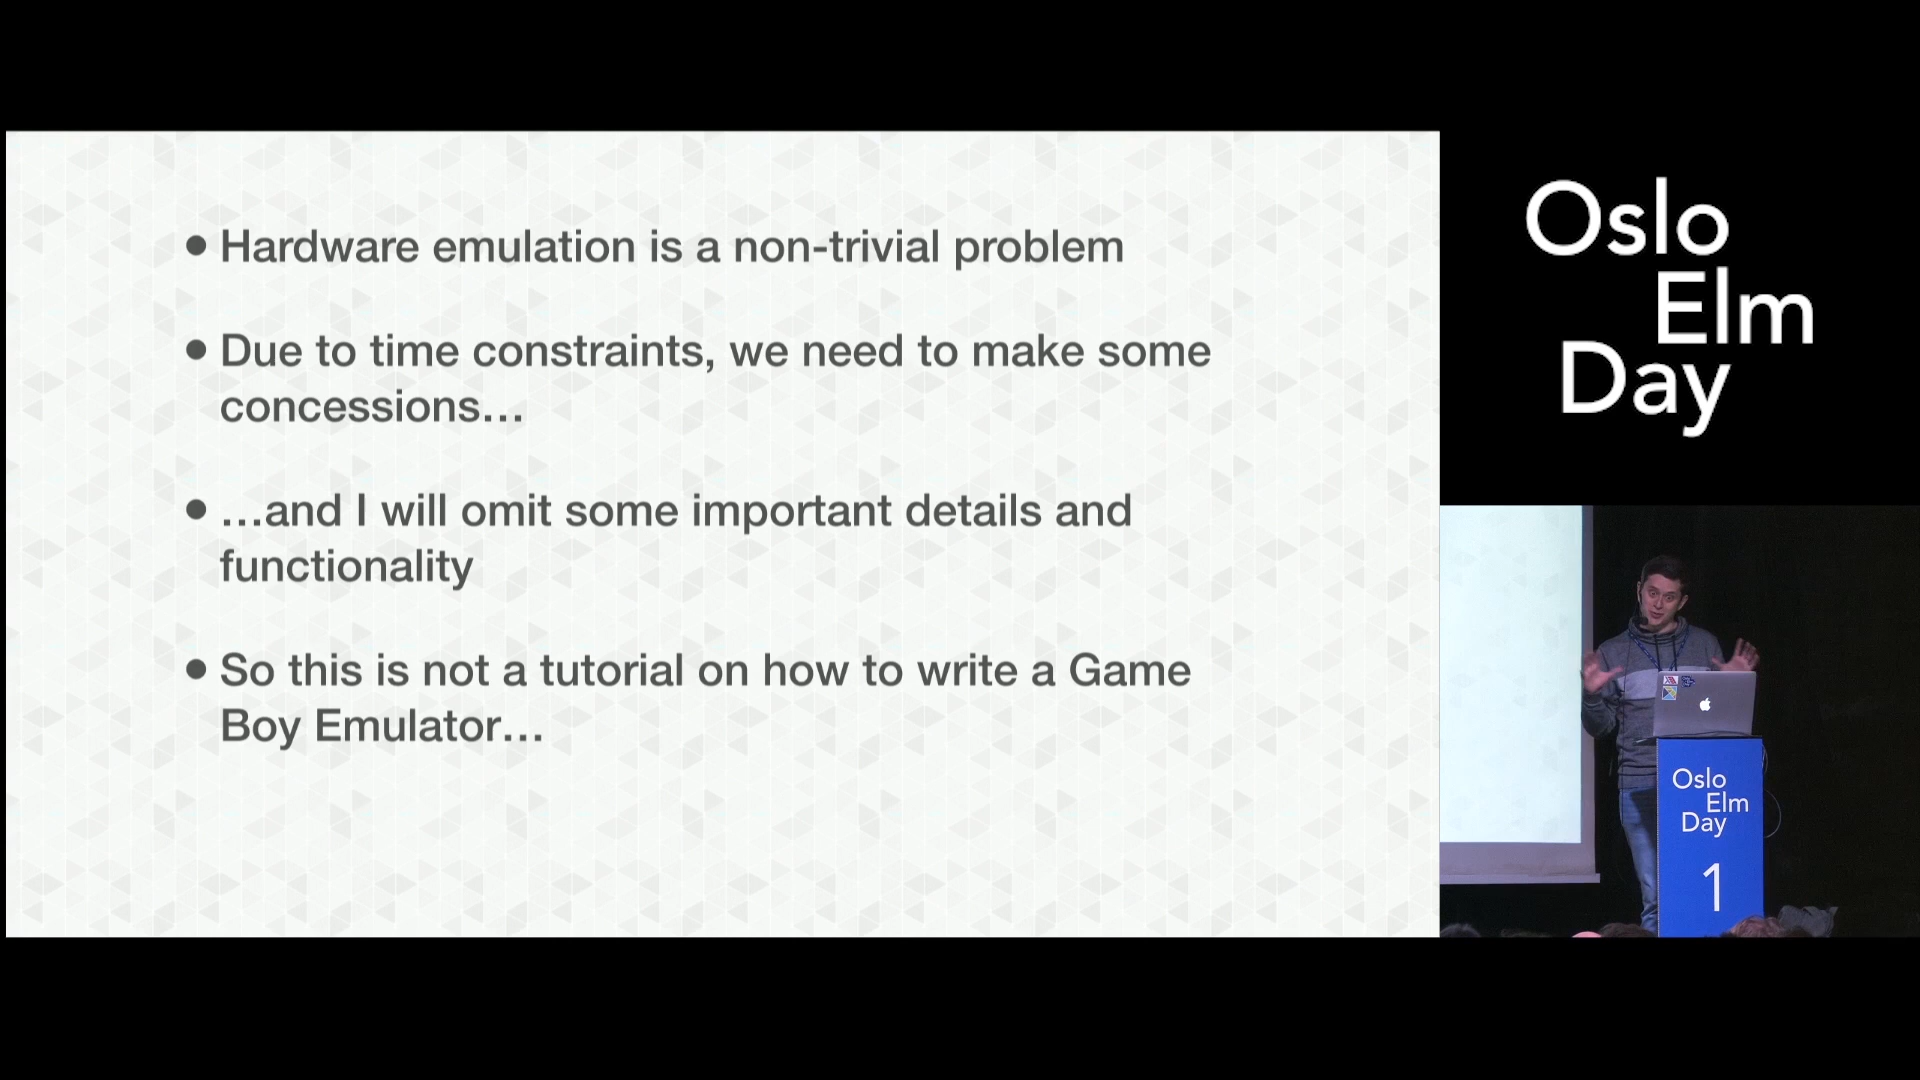 ● Hardware emulation is a non-trivial problem
● Due to time constraints, we need to make some
concessions…
● …and I will omit some important details and
functionality
● So this is not a tutorial on how to write a Game
Boy Emulator…
Oslo
Elm
Day
Oslo
Elm
Day
1